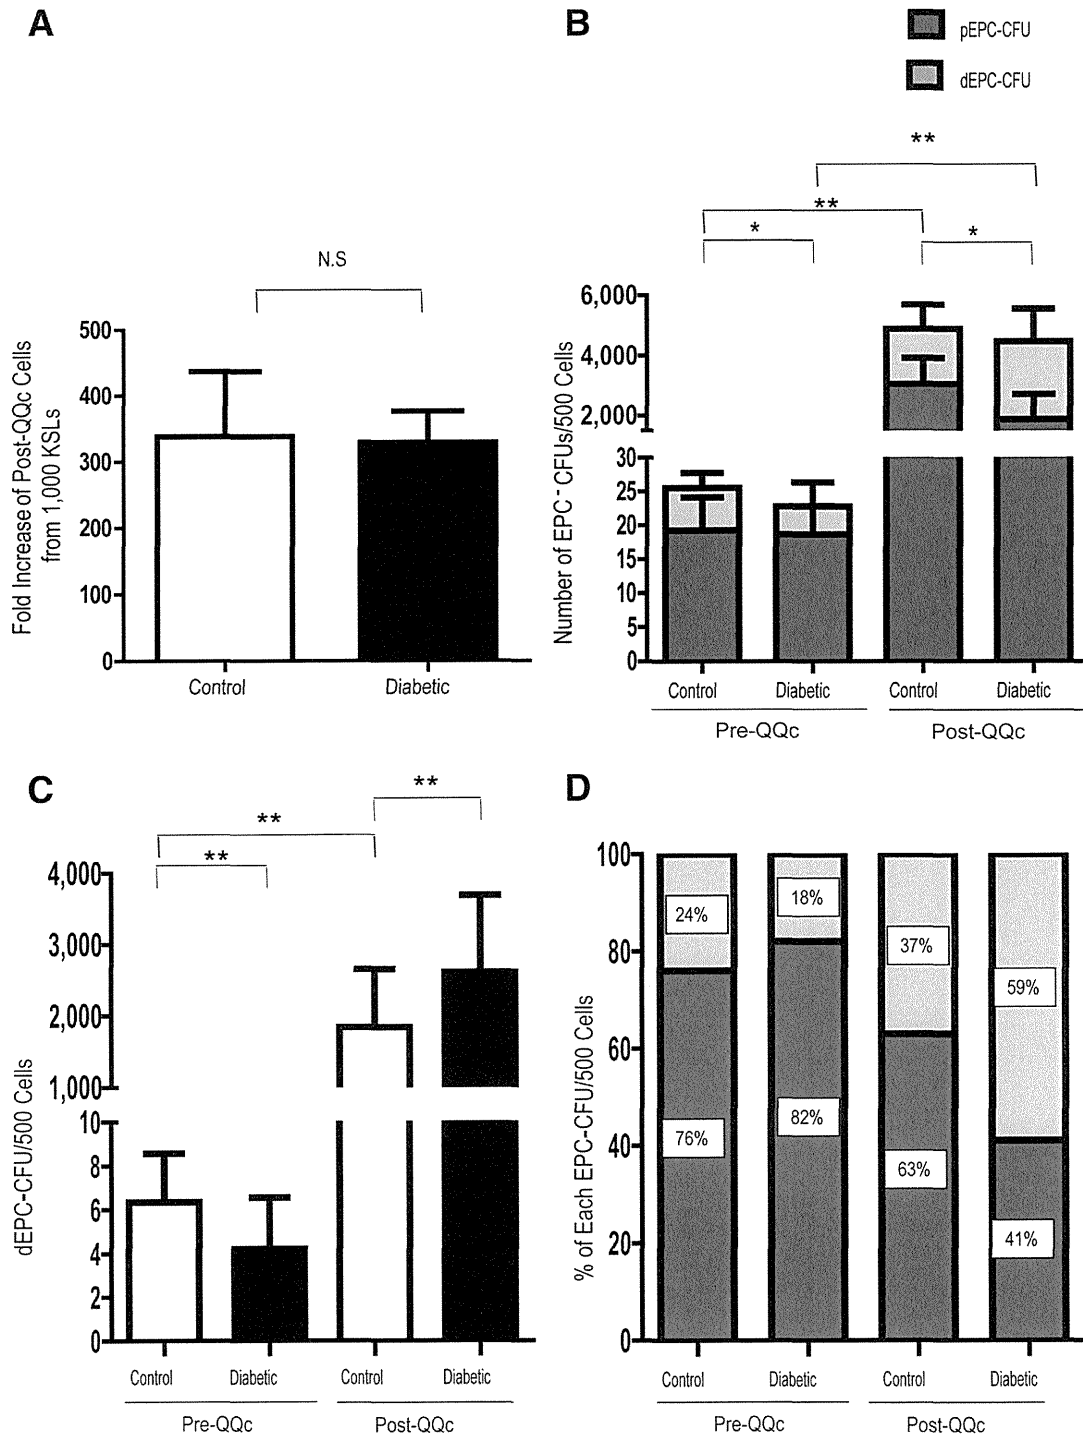 A
N.S
Fold Increase of Post-QQc Cells
from 1,000 KSLs
500
400
300
200
100
0
Control
Diabetic
B
pEPC-CFU
dEPC-CFU
**
**
*
*
Number of EPC-CFUs/500 Cells
6,000
4,000
2,000
30
25
20
15
10
5
0
Control
Diabetic
Control
Diabetic
Pre-QQc
Post-QQc
C
**
**
**
dEPC-CFU/500 Cells
4,000
3,000
2,000
1,000
10
8
6
4
2
0
Control
Diabetic
Control
Diabetic
Pre-QQc
Post-QQc
D
% of Each EPC-CFU/500 Cells
100
80
60
40
20
0
24%
18%
37%
59%
76%
82%
63%
41%
Control
Diabetic
Control
Diabetic
Pre-QQc
Post-QQc